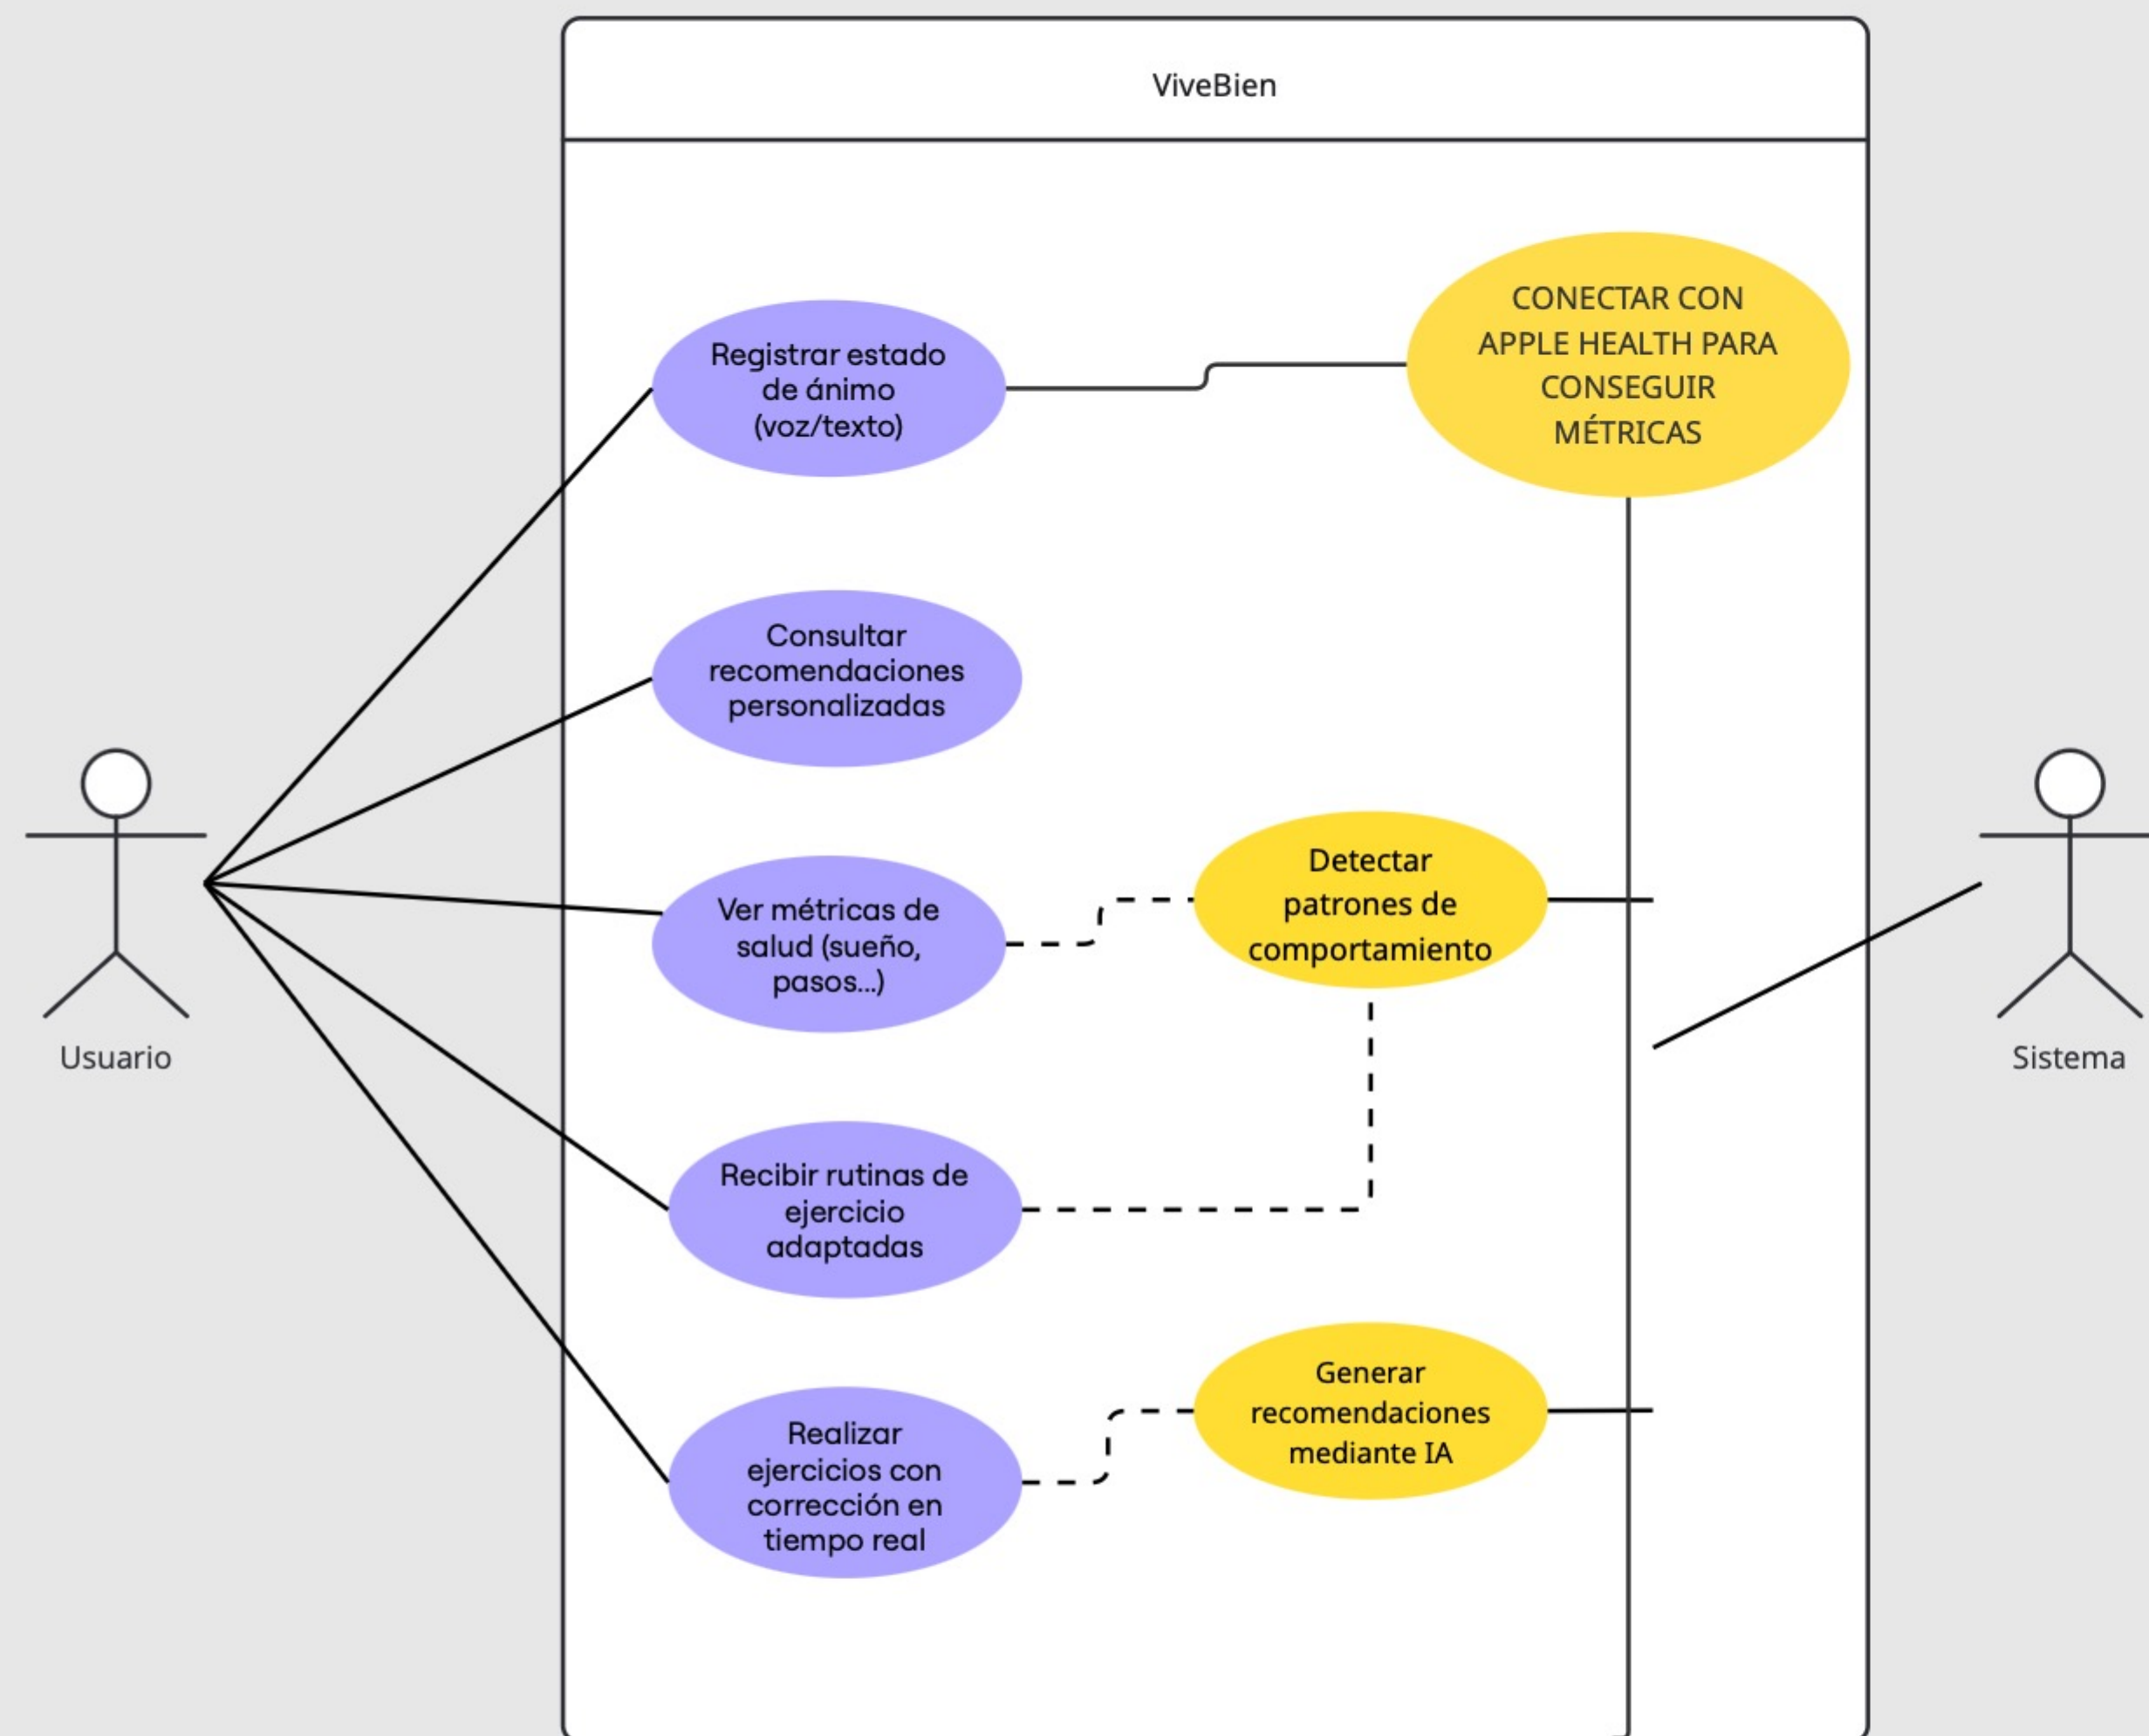 ViveBien
Registrar estado
de ánimo
(voz/texto)
CONECTAR CON
APPLE HEALTH PARA
CONSEGUIR
MÉTRICAS
Consultar
recomendaciones
personalizadas
Ver métricas de
salud (sueño,
pasos...)
Detectar
patrones de
comportamiento
Usuario
Sistema
Recibir rutinas de
ejercicio
adaptadas
Generar
recomendaciones
mediante IA
Realizar
ejercicios con
corrección en
tiempo real